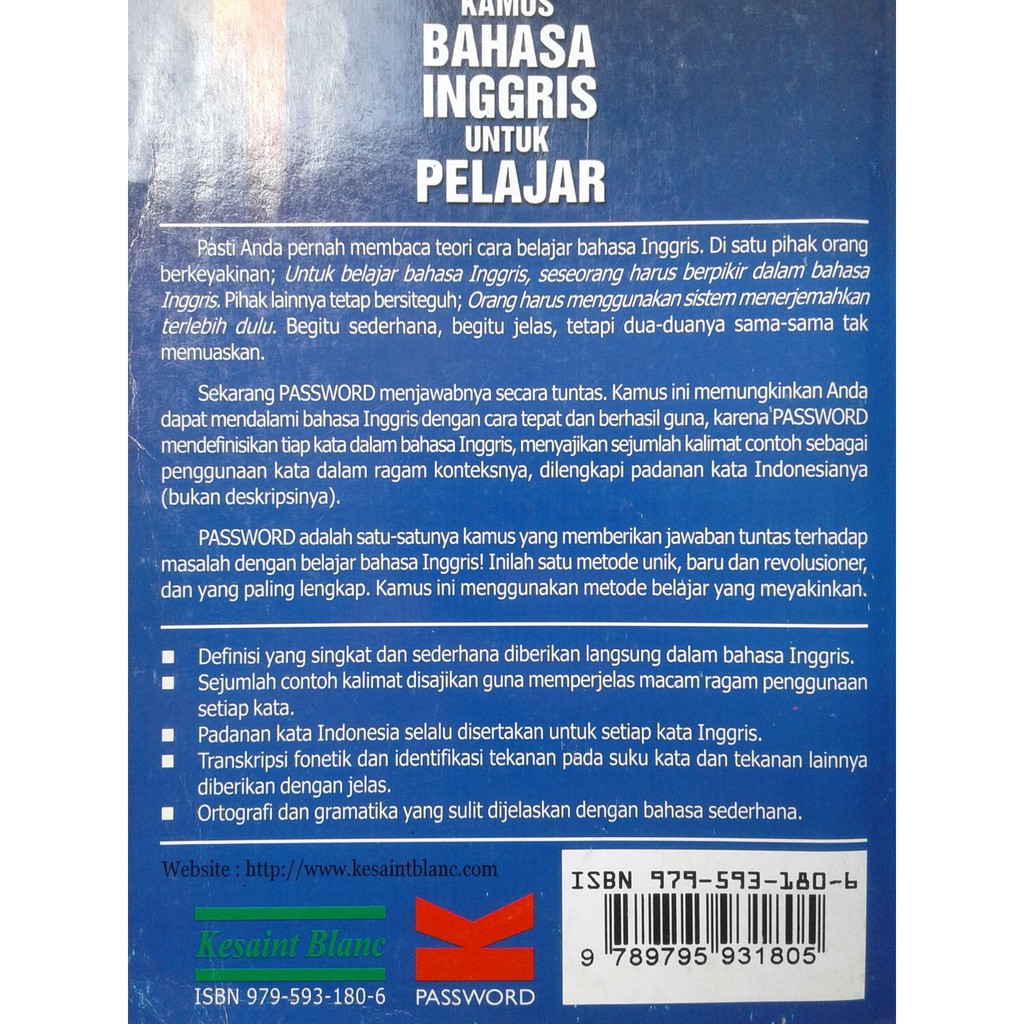 KAMUS
BAHASA
INGGRIS
UNTUK
PELAJAR
Pasti Anda pernah membaca teori cara belajar bahasa Inggris. Di satu pihak orang
berkeyakinan; Untuk belajar bahasa Inggris, seseorang harus berpikir dalam bahasa
Inggris. Pihak lainnya tetap bersiteguh; Orang harus menggunakan sistem menerjemahkan
terlebih dulu. Begitu sederhana, begitu jelas, tetapi dua-duanya sama-sama tak
memuaskan.
Sekarang PASSWORD menjawabnya secara tuntas. Kamus ini memungkinkan Anda
dapat mendalami bahasa Inggris dengan cara tepat dan berhasil guna, karena PASSWORD
mendefinisikan tiap kata dalam bahasa Inggris, menyajikan sejumlah kalimat contoh sebagai
penggunaan kata dalam ragam konteksnya, dilengkapi padanan kata Indonesianya
(bukan deskripsinya).
PASSWORD adalah satu-satunya kamus yang memberikan jawaban tuntas terhadap
masalah dengan belajar bahasa Inggris! Inilah satu metode unik, baru dan revolusioner,
dan yang paling lengkap. Kamus ini menggunakan metode belajar yang meyakinkan.
■ Definisi yang singkat dan sederhana diberikan langsung dalam bahasa Inggris.
■ Sejumlah contoh kalimat disajikan guna memperjelas macam ragam penggunaan
setiap kata.
■ Padanan kata Indonesia selalu disertakan untuk setiap kata Inggris.
■ Transkripsi fonetik dan identifikasi tekanan pada suku kata dan tekanan lainnya
diberikan dengan jelas.
■ Ortografi dan gramatika yang sulit dijelaskan dengan bahasa sederhana.
Website : http://www.kesaintblanc.com
Kesaint Blanc
ISBN 979-593-180-6
PASSWORD
ISBN 979-593-180-6
9 789795 931805